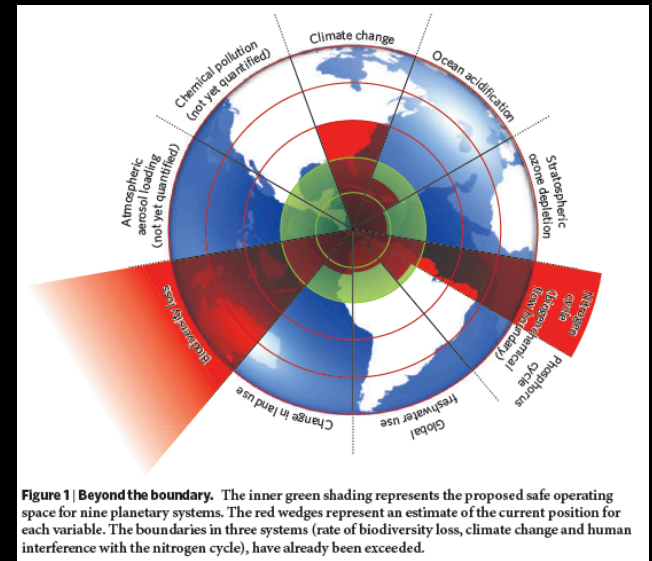 Climate change
Ocean acidification
Stratospheric
ozone depletion
Nitrogen
cycle
(biogeochemical
flow boundary)
Phosphorus
cycle
Global
freshwater use
Change in land use
Biodiversity loss
Atmospheric
aerosol loading
(not yet quantified)
Chemical pollution
(not yet quantified)
Figure 1 | Beyond the boundary. The inner green shading represents the proposed safe operating
space for nine planetary systems. The red wedges represent an estimate of the current position for
each variable. The boundaries in three systems (rate of biodiversity loss, climate change and human
interference with the nitrogen cycle), have already been exceeded.